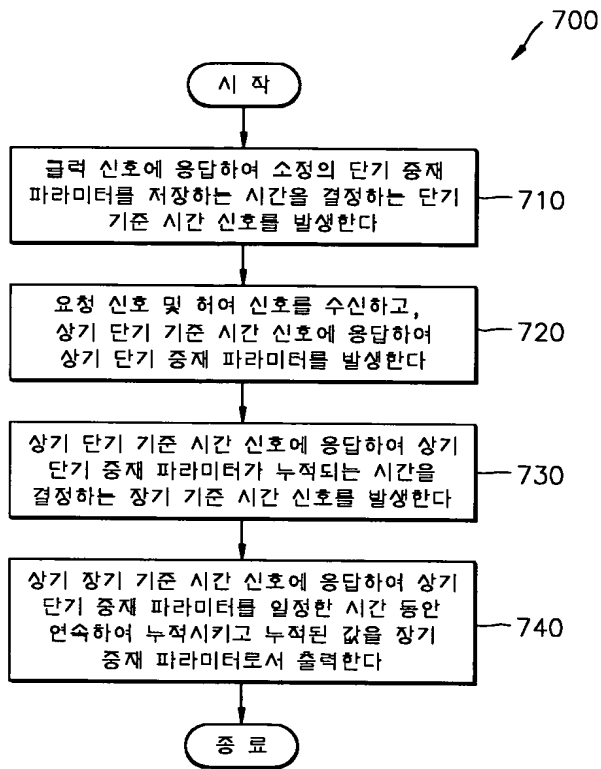 700
시 작
클럭 신호에 응답하여 소정의 단기 중재
파라미터를 저장하는 시간을 결정하는 단기
기준 시간 신호를 발생한다
710
요청 신호 및 허여 신호를 수신하고,
상기 단기 기준 시간 신호에 응답하여
상기 단기 중재 파라미터를 발생한다
720
상기 단기 기준 시간 신호에 응답하여 상기
단기 중재 파라미터가 누적되는 시간을
결정하는 장기 기준 시간 신호를 발생한다
730
상기 장기 기준 시간 신호에 응답하여 상기
단기 중재 파라미터를 일정한 시간 동안
연속하여 누적시키고 누적된 값을 장기
중재 파라미터로서 출력한다
740
종 료